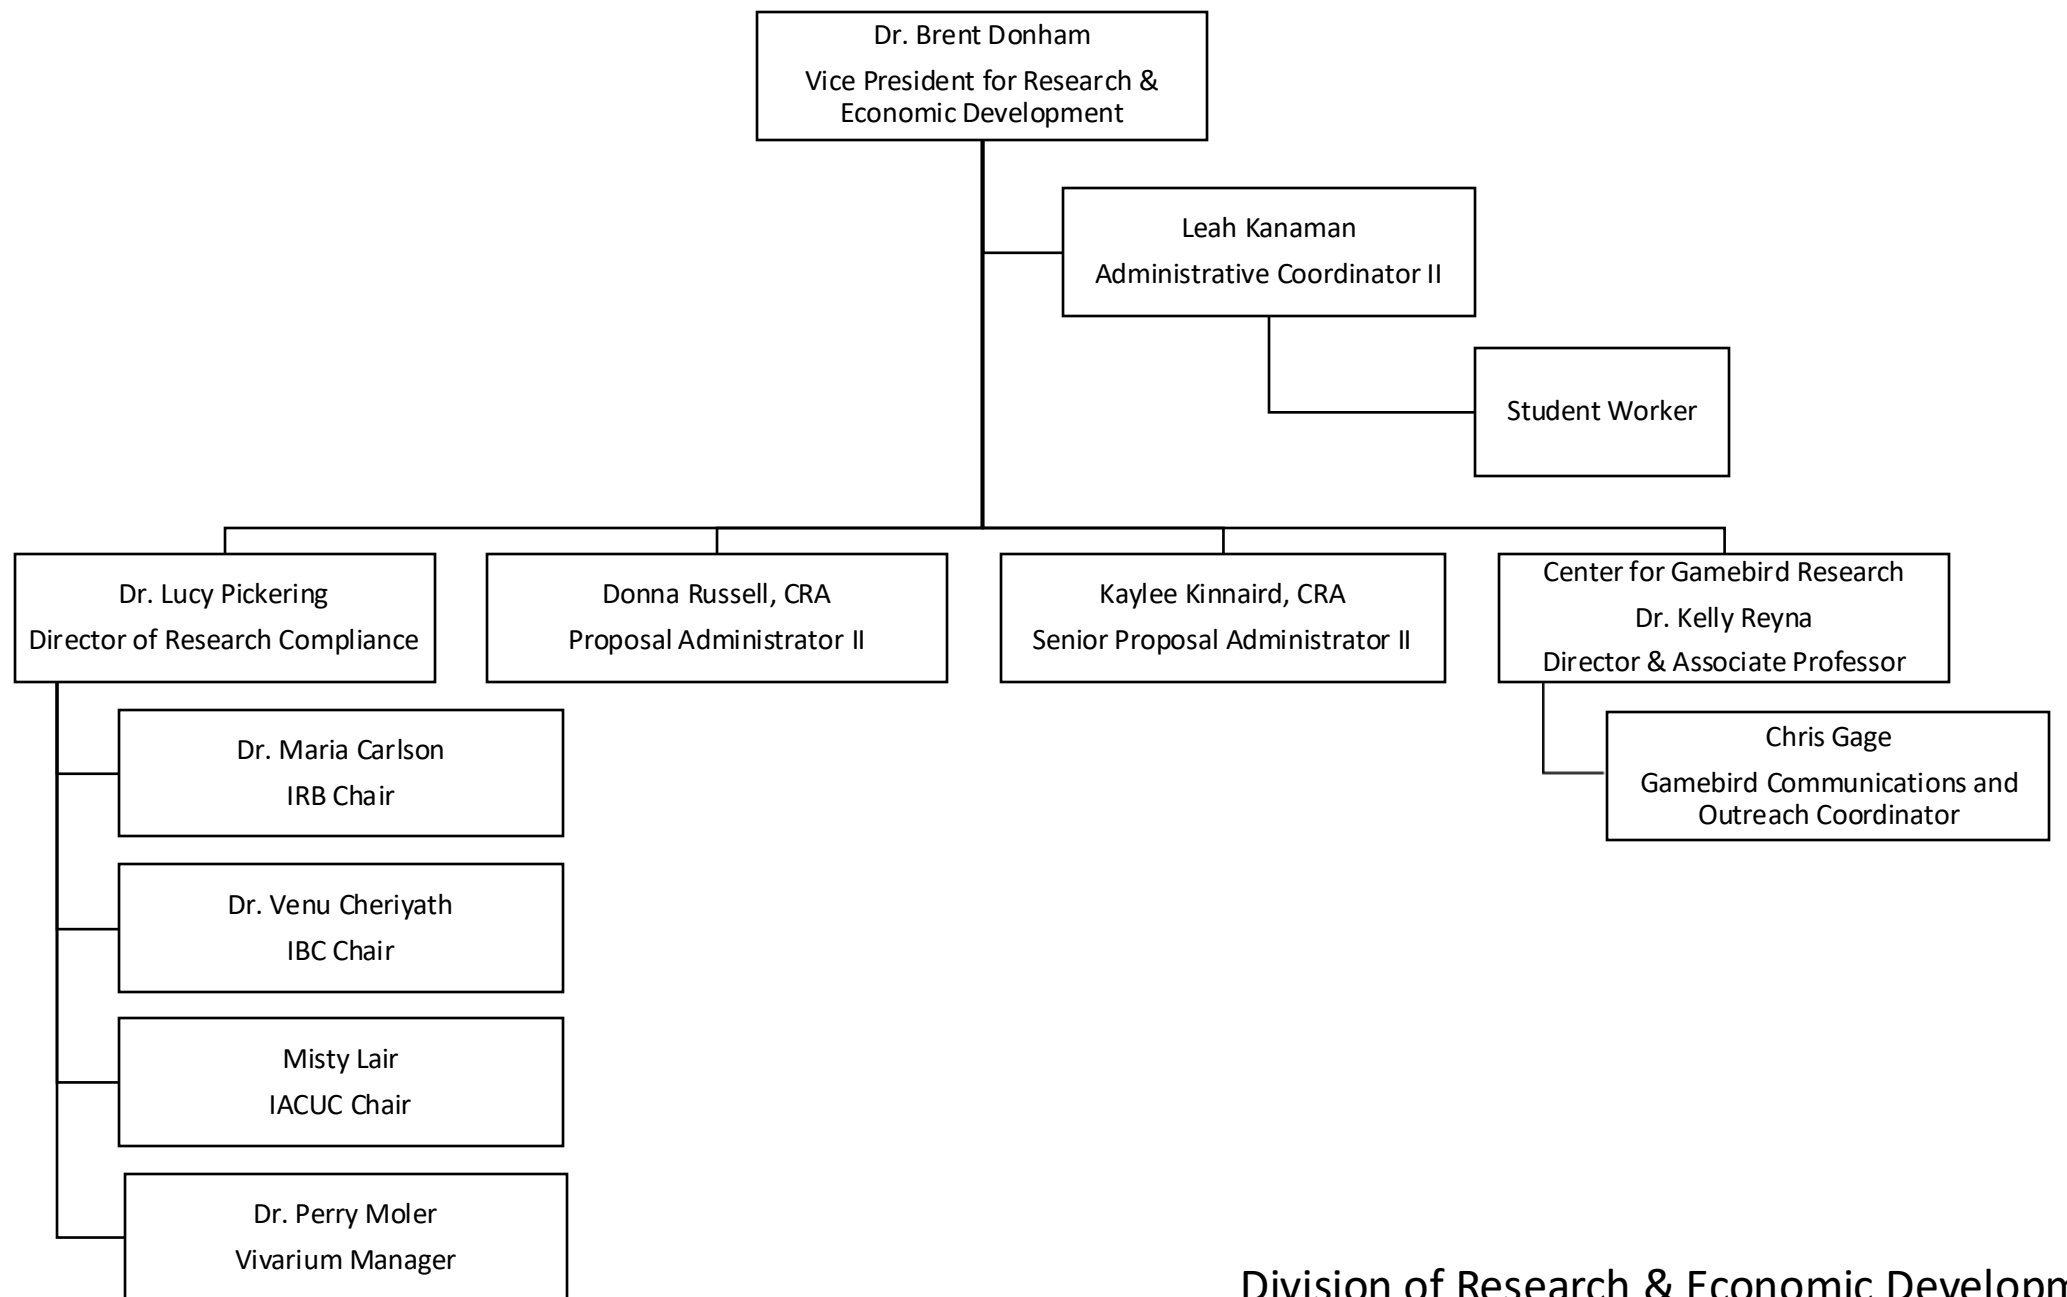 Dr. Brent Donham
Vice President for Research &
Economic Development
Leah Kanaman
Administrative Coordinator II
Student Worker
Dr. Lucy Pickering
Director of Research Compliance
Donna Russell, CRA
Proposal Administrator II
Kaylee Kinnaird, CRA
Senior Proposal Administrator II
Center for Gamebird Research
Dr. Kelly Reyna
Director & Associate Professor
Dr. Maria Carlson
IRB Chair
Chris Gage
Gamebird Communications and
Outreach Coordinator
Dr. Venu Cheriyath
IBC Chair
Misty Lair
IACUC Chair
Dr. Perry Moler
Vivarium Manager
Division of Research & Economic